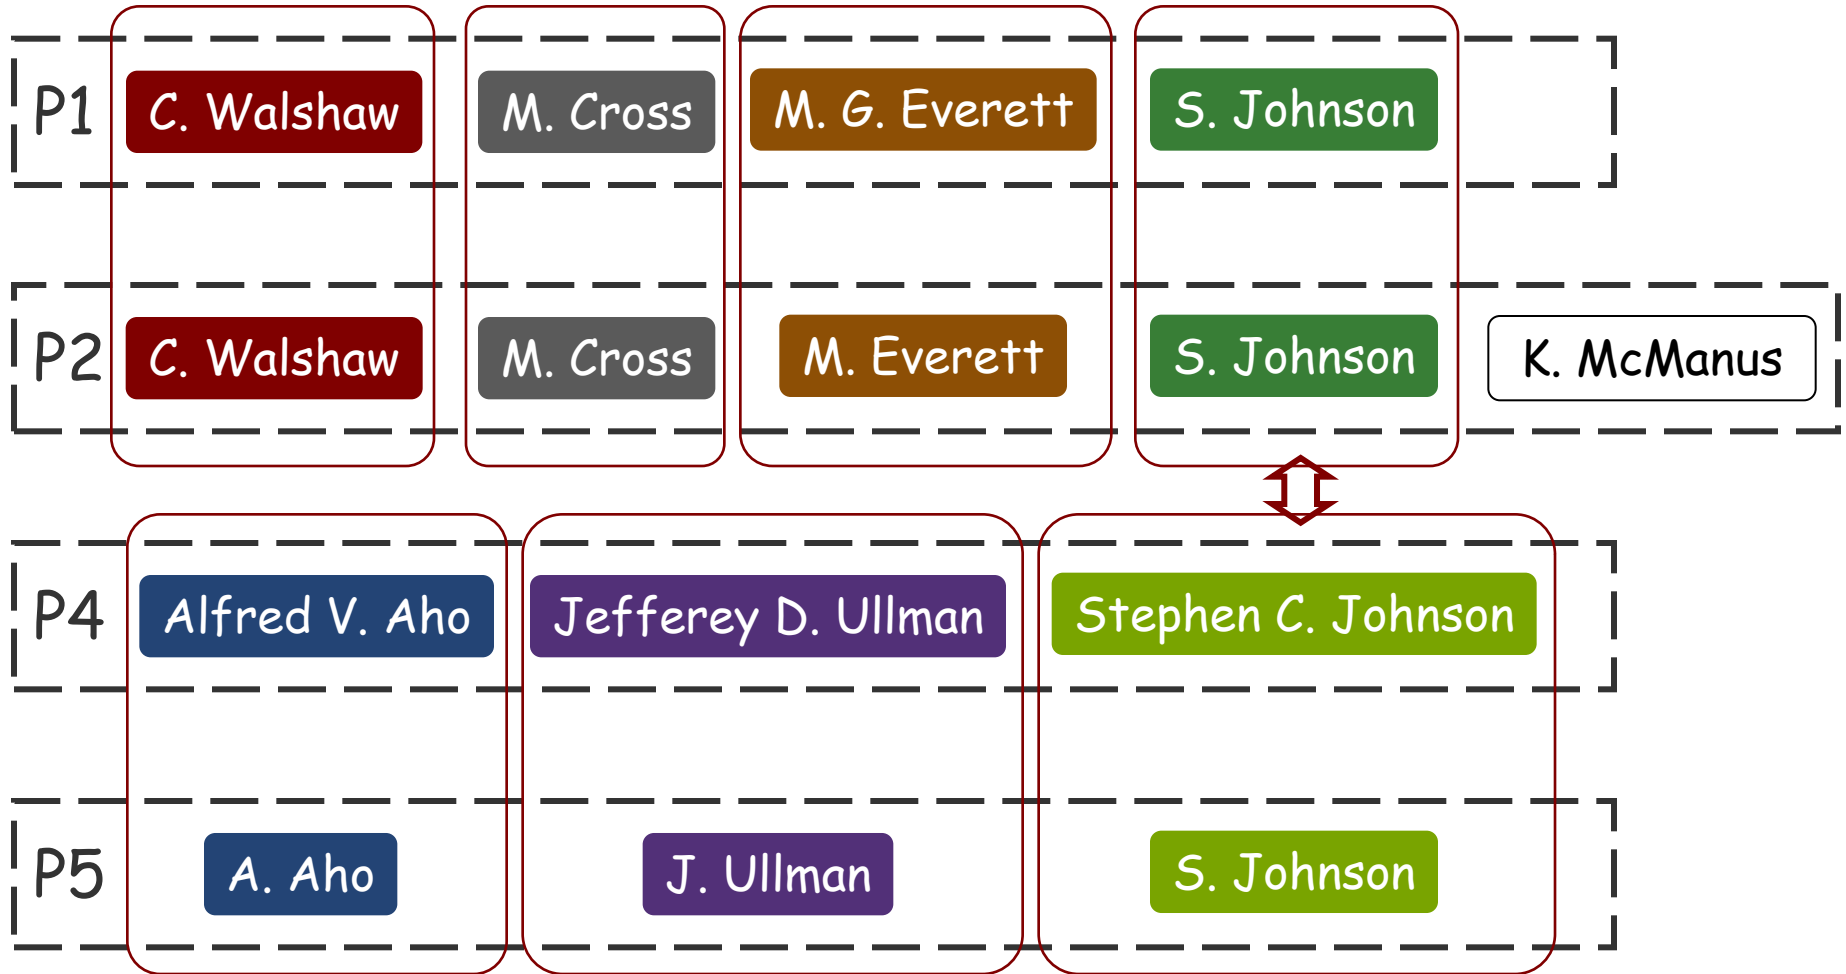 P1 C. Walshaw M. Cross M. G. Everett S. Johnson
P2 C. Walshaw M. Cross M. Everett S. Johnson K. McManus
P4 Alfred V. Aho Jefferey D. Ullman Stephen C. Johnson
P5 A. Aho J. Ullman S. Johnson